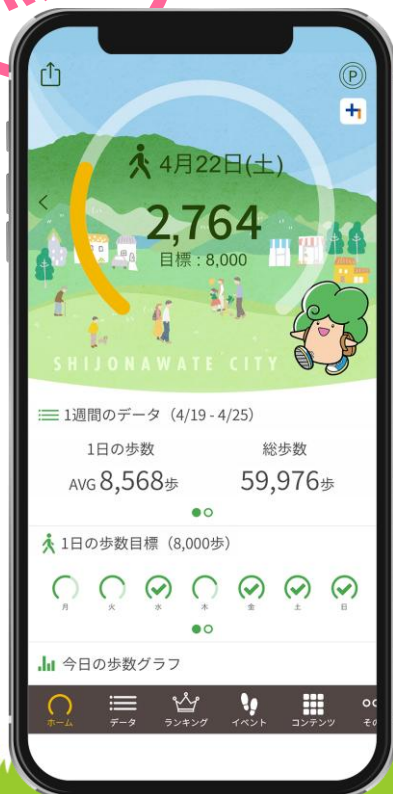 P
4月22日(土)
2,764
目標 : 8,000
SHIJONAWATE CITY
1週間のデータ（4/19 - 4/25）
1日の歩数 総歩数
AVG 8,568歩 59,976歩
1日の歩数目標（8,000歩）
月 火 水 木 金 土 日
今日の歩数グラフ
ホーム データ ランキング イベント コンテンツ その